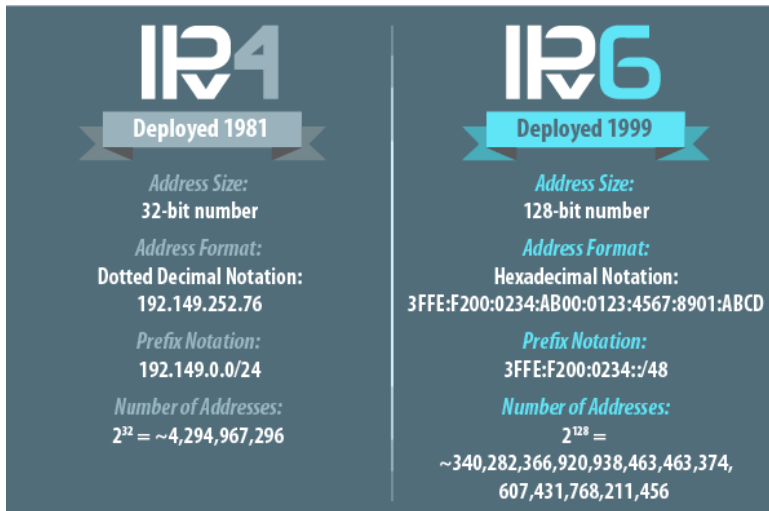 IPv4
Deployed 1981
Address Size:
32-bit number
Address Format:
Dotted Decimal Notation:
192.149.252.76
Prefix Notation:
192.149.0.0/24
Number of Addresses:
2³² = ~4,294,967,296
IPv6
Deployed 1999
Address Size:
128-bit number
Address Format:
Hexadecimal Notation:
3FFE:F200:0234:AB00:0123:4567:8901:ABCD
Prefix Notation:
3FFE:F200:0234::/48
Number of Addresses:
2¹²⁸ =
~340,282,366,920,938,463,463,374,
607,431,768,211,456